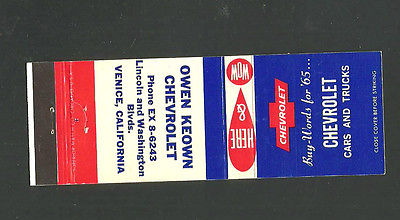 CLOSE COVER BEFORE STRIKING
CHEVROLET
Buy-Words for '65...
CHEVROLET
CARS AND TRUCKS
NOW
&
HERE
OWEN KEOWN
CHEVROLET
Phone EX 8-6243
Lincoln and Washington
Blvds.
VENICE, CALIFORNIA